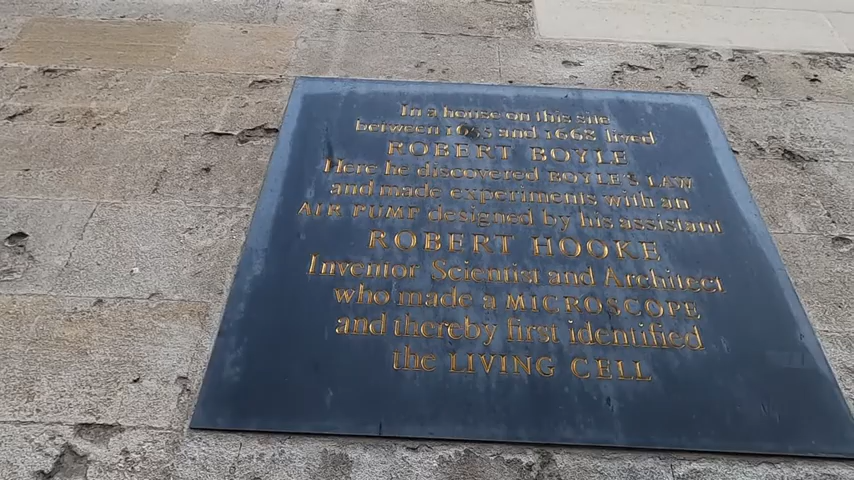 In a house on this site
between 1655 and 1668 lived
ROBERT BOYLE
Here he discovered BOYLE'S LAW
and made experiments with an
AIR PUMP designed by his assistant
ROBERT HOOKE
Inventor Scientist and Architect
who made a MICROSCOPE
and thereby first identified
the LIVING CELL